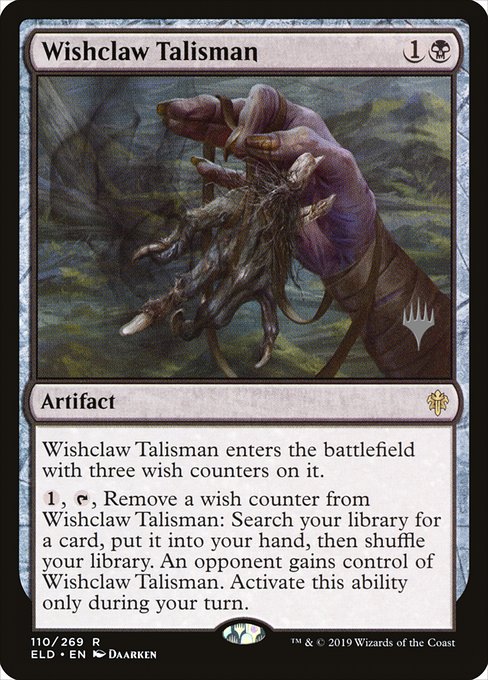 Wishclaw Talisman 1
Artifact
Wishclaw Talisman enters the battlefield
with three wish counters on it.
1, , Remove a wish counter from
Wishclaw Talisman: Search your library for
a card, put it into your hand, then shuffle
your library. An opponent gains control of
Wishclaw Talisman. Activate this ability
only during your turn.
110/269 R
ELD • EN DAARKEN
™ & © 2019 Wizards of the Coast